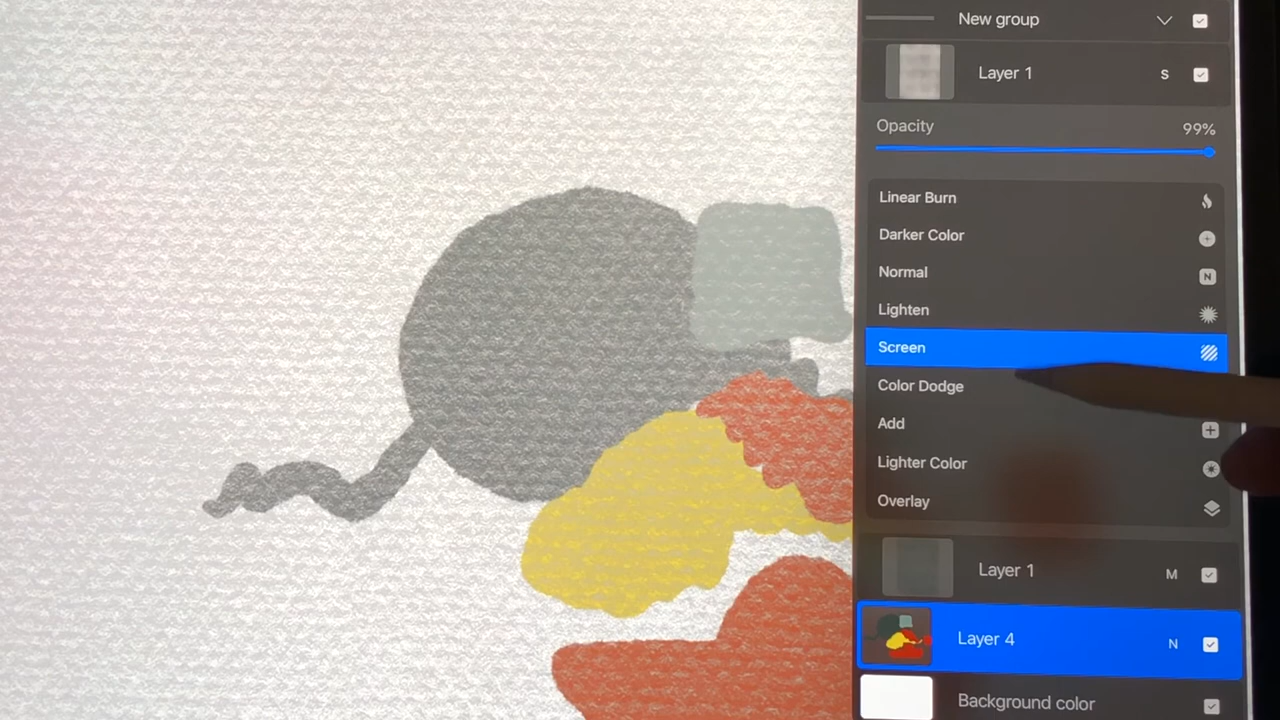 New group
Layer 1 S
Opacity 99%
Linear Burn
Darker Color
Normal N
Lighten
Screen
Color Dodge
Add
Lighter Color
Overlay
Layer 1 M
Layer 4 N
Background color